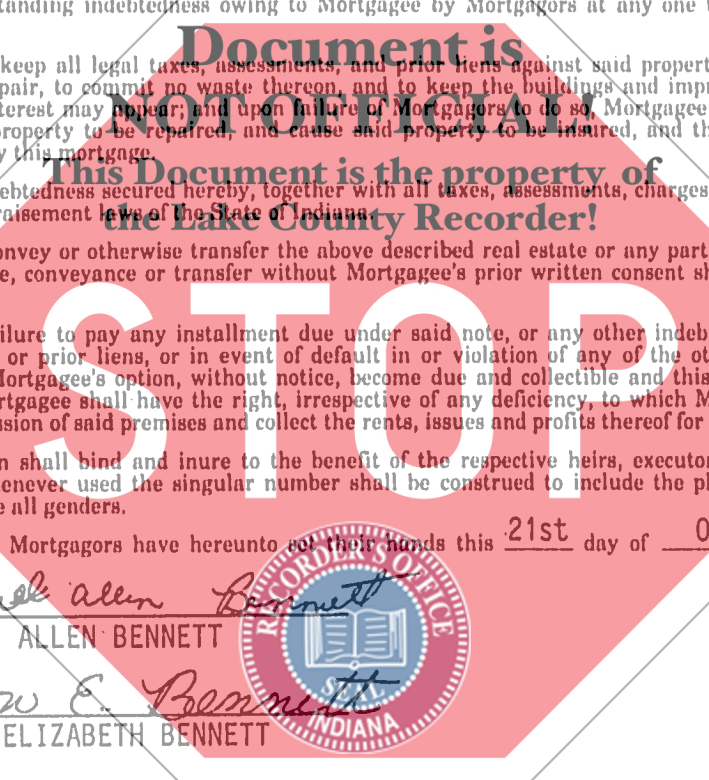 tanding indebtedness owing to Mortgagee by Mortgagors at any one
Document is
keep all legal taxes, assessments, and prior liens against said propert
pair, to commit no waste thereon, and to keep the buildings and impr
NOT OFFICIAL!
terest may appear; and upon failure of Mortgagors to do so, Mortgagee
property to be repaired, and cause said property to be insured, and th
y this mortgage.
This Document is the property of
ebtedness secured hereby, together with all taxes, assessments, charges
raisement laws of the State of Indiana.
the Lake County Recorder!
onvey or otherwise transfer the above described real estate or any part
e, conveyance or transfer without Mortgagee's prior written consent sh
STOP
ilure to pay any installment due under said note, or any other indeb
or prior liens, or in event of default in or violation of any of the ot
Mortgagee's option, without notice, become due and collectible and this
rtgagee shall have the right, irrespective of any deficiency, to which M
ssion of said premises and collect the rents, issues and profits thereof for
n shall bind and inure to the benefit of the respective heirs, executor
enever used the singular number shall be construed to include the pl
e all genders.
Mortgagors have hereunto set their hands this 21st day of O
Allen Bennett
ALLEN BENNETT
E. Bennett
ELIZABETH BENNETT
RECORDER'S OFFICE
SEAL
INDIANA